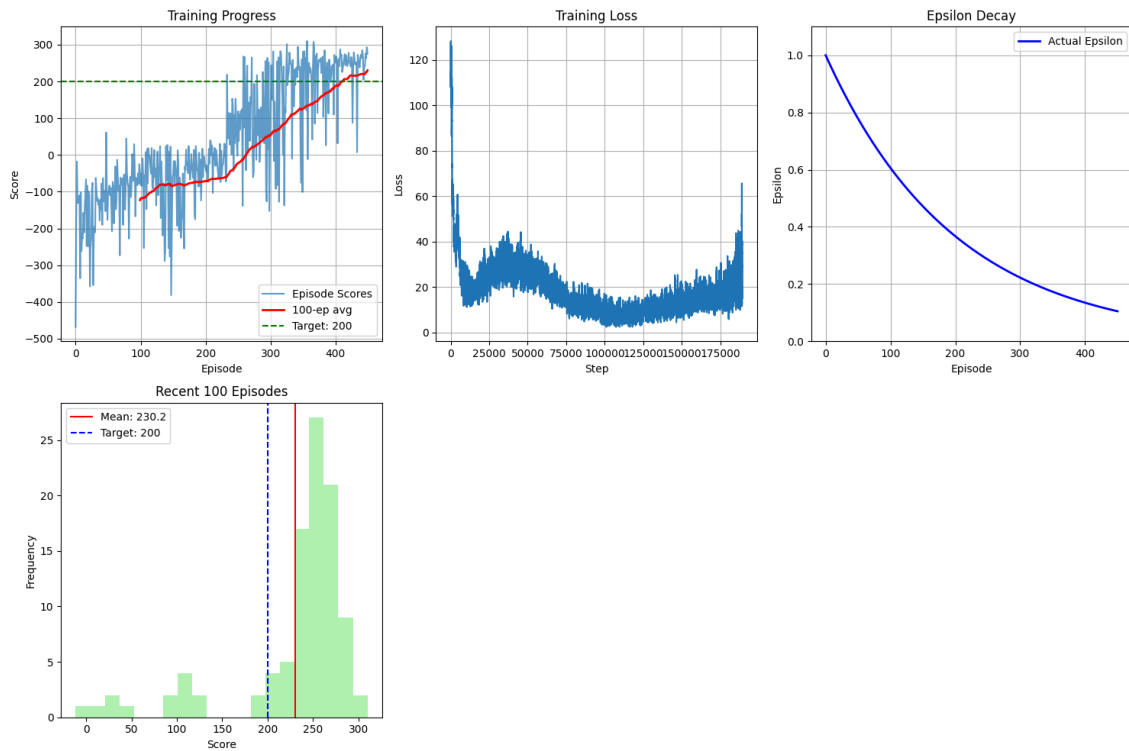 Training Progress
Score
300
200
100
0
−100
−200
−300
−400
−500
Episode Scores
100-ep avg
Target: 200
0
100
200
300
400
Episode
Training Loss
Loss
120
100
80
60
40
20
0
0
25000
50000
75000
100000
125000
150000
175000
Step
Epsilon Decay
Epsilon
1.0
0.8
0.6
0.4
0.2
0.0
Actual Epsilon
0
100
200
300
400
Episode
Recent 100 Episodes
Frequency
25
20
15
10
5
0
Mean: 230.2
Target: 200
0
50
100
150
200
250
300
Score